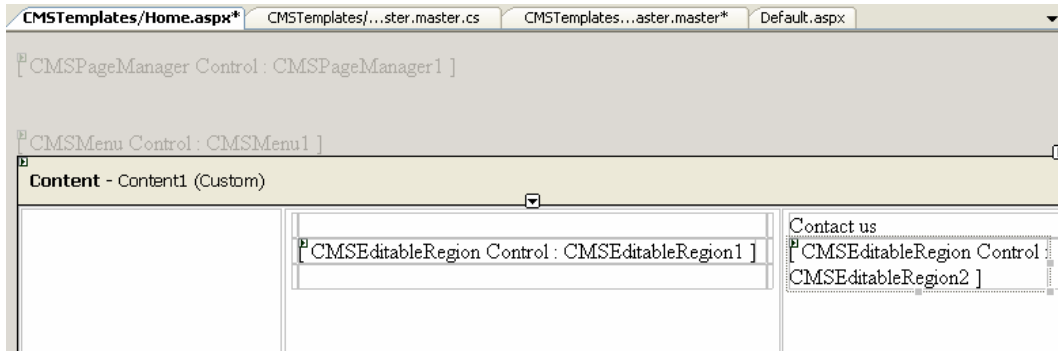 CMSTemplates/Home.aspx* CMSTemplates/...ster.master.cs CMSTemplates...aster.master* Default.aspx
[ CMSPageManager Control : CMSPageManager1 ]
[ CMSMenu Control : CMSMenu1 ]
Content - Content1 (Custom)
Contact us
[ CMSEditableRegion Control : CMSEditableRegion1 ]
[ CMSEditableRegion Control :
CMSEditableRegion2 ]